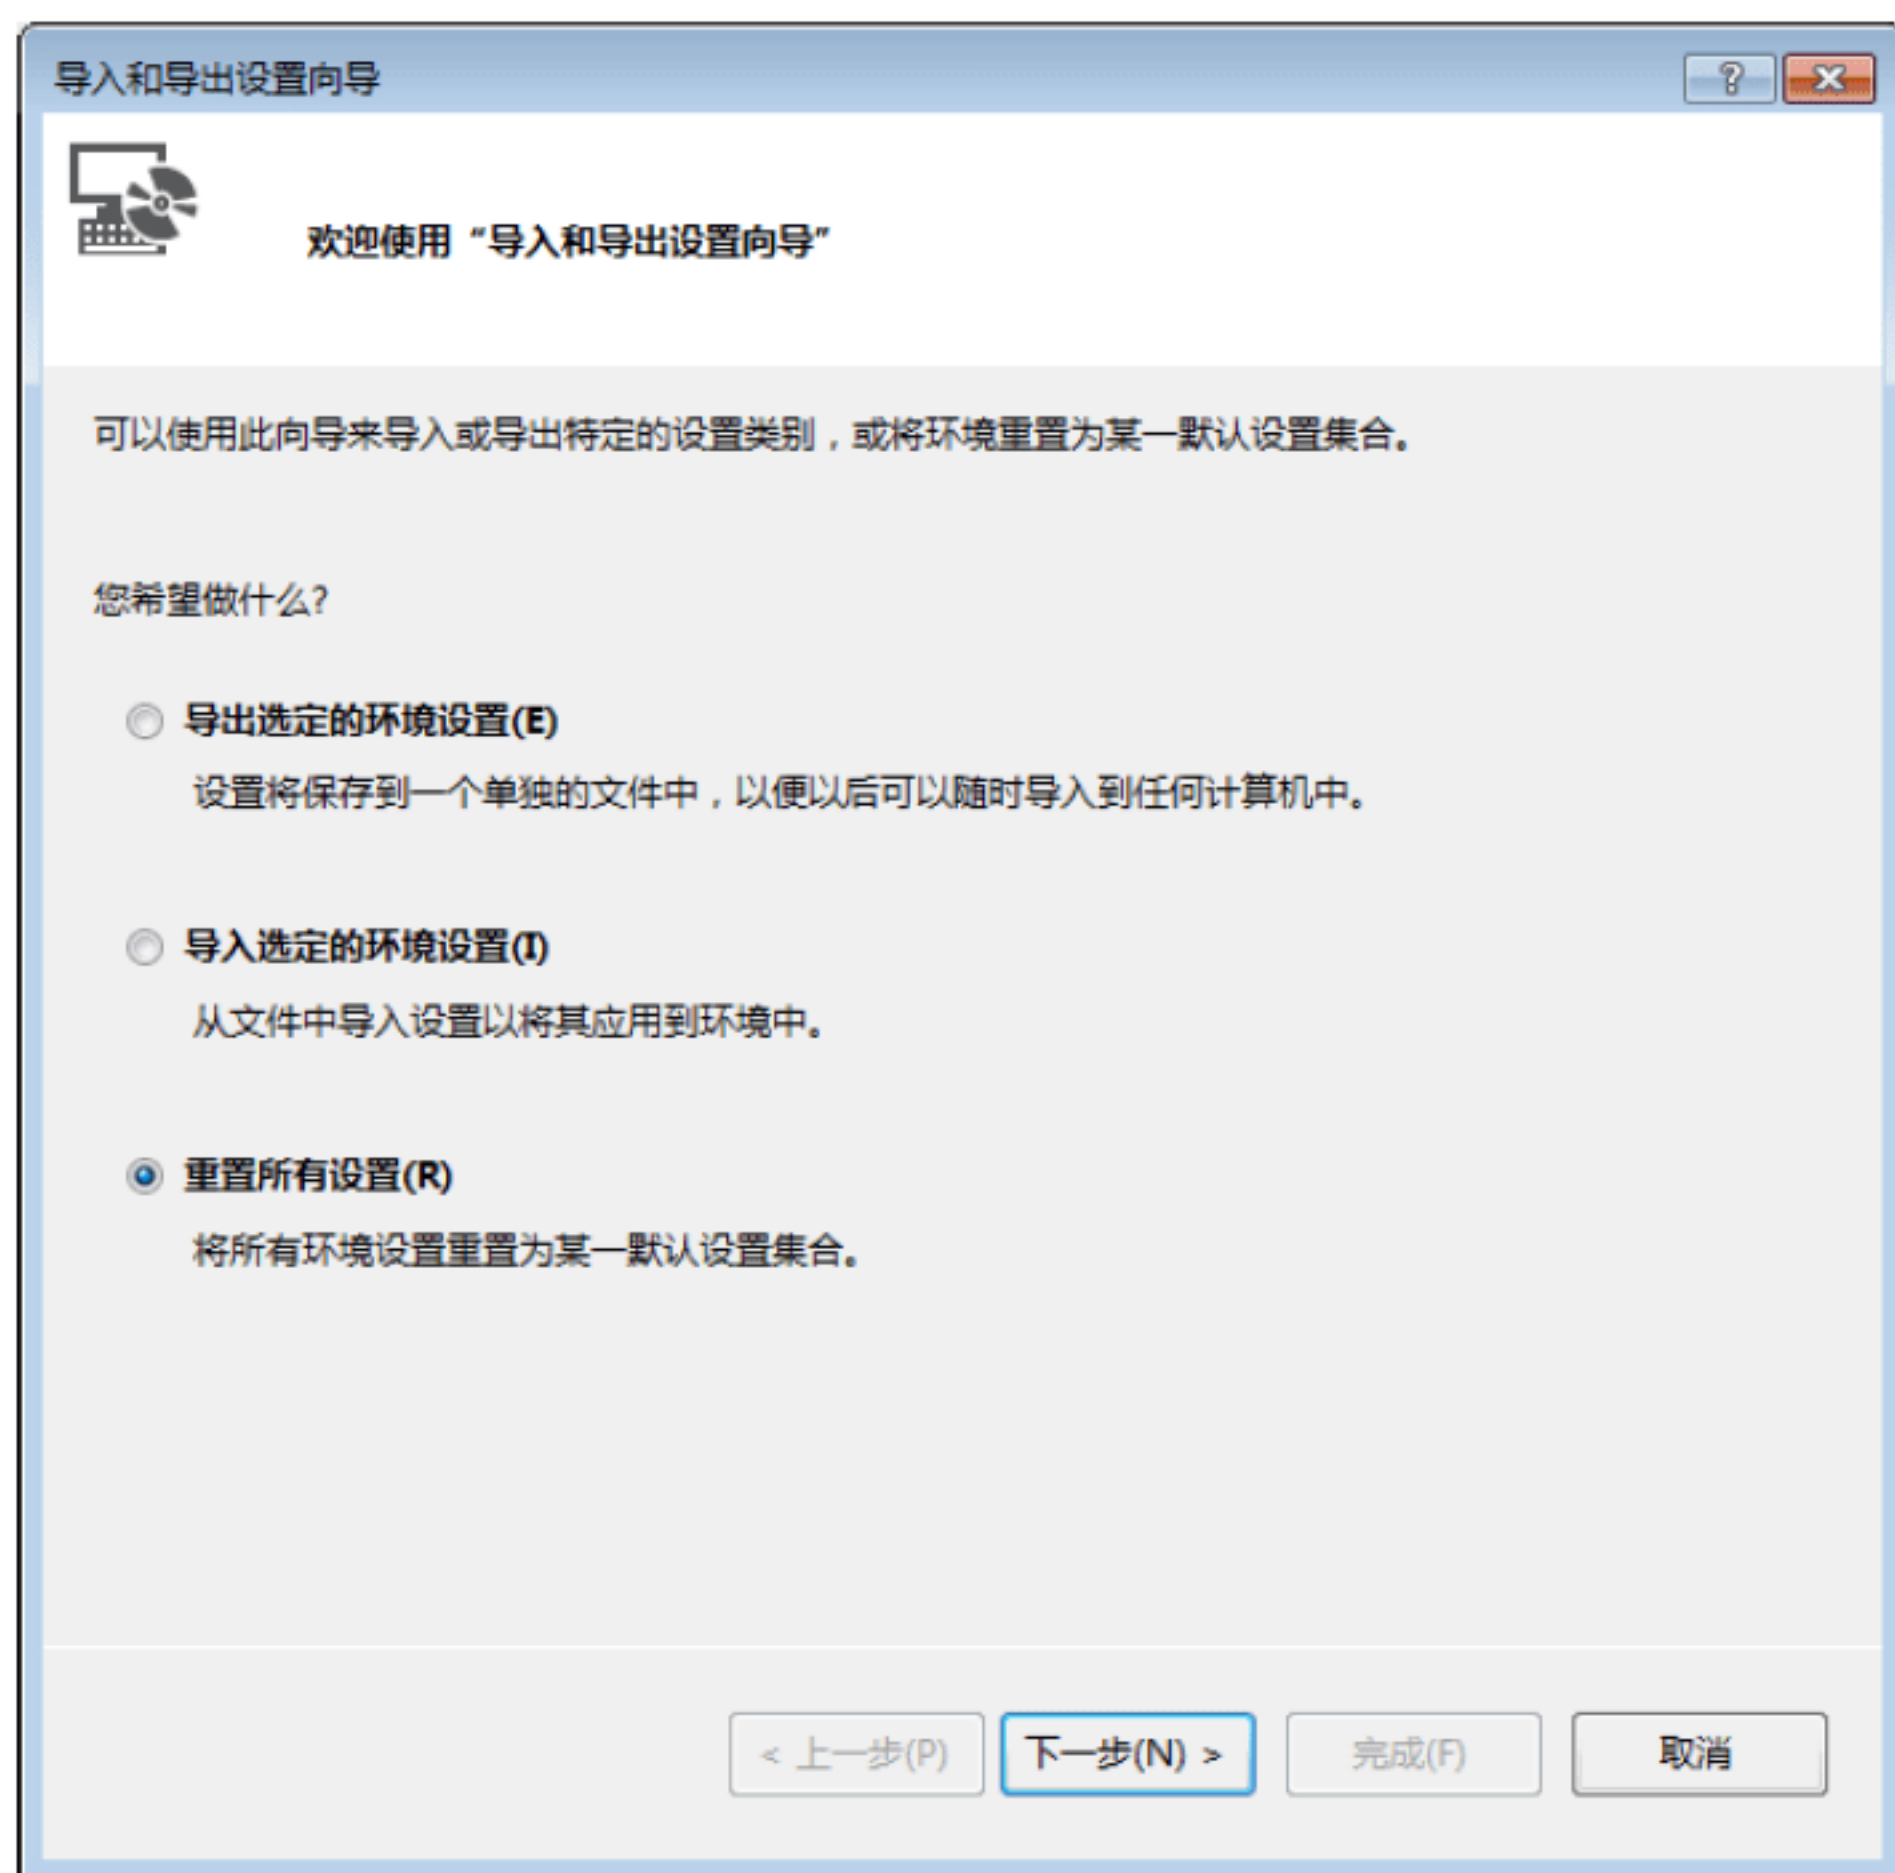 导入和导出设置向导
欢迎使用“导入和导出设置向导”
可以使用此向导来导入或导出特定的设置类别，或将环境重置为某一默认设置集合。
您希望做什么?
导出选定的环境设置(E)
设置将保存到一个单独的文件中，以便以后可以随时导入到任何计算机中。
导入选定的环境设置(I)
从文件中导入设置以将其应用到环境中。
重置所有设置(R)
将所有环境设置重置为某一默认设置集合。
< 上一步(P) 下一步(N) > 完成(F) 取消